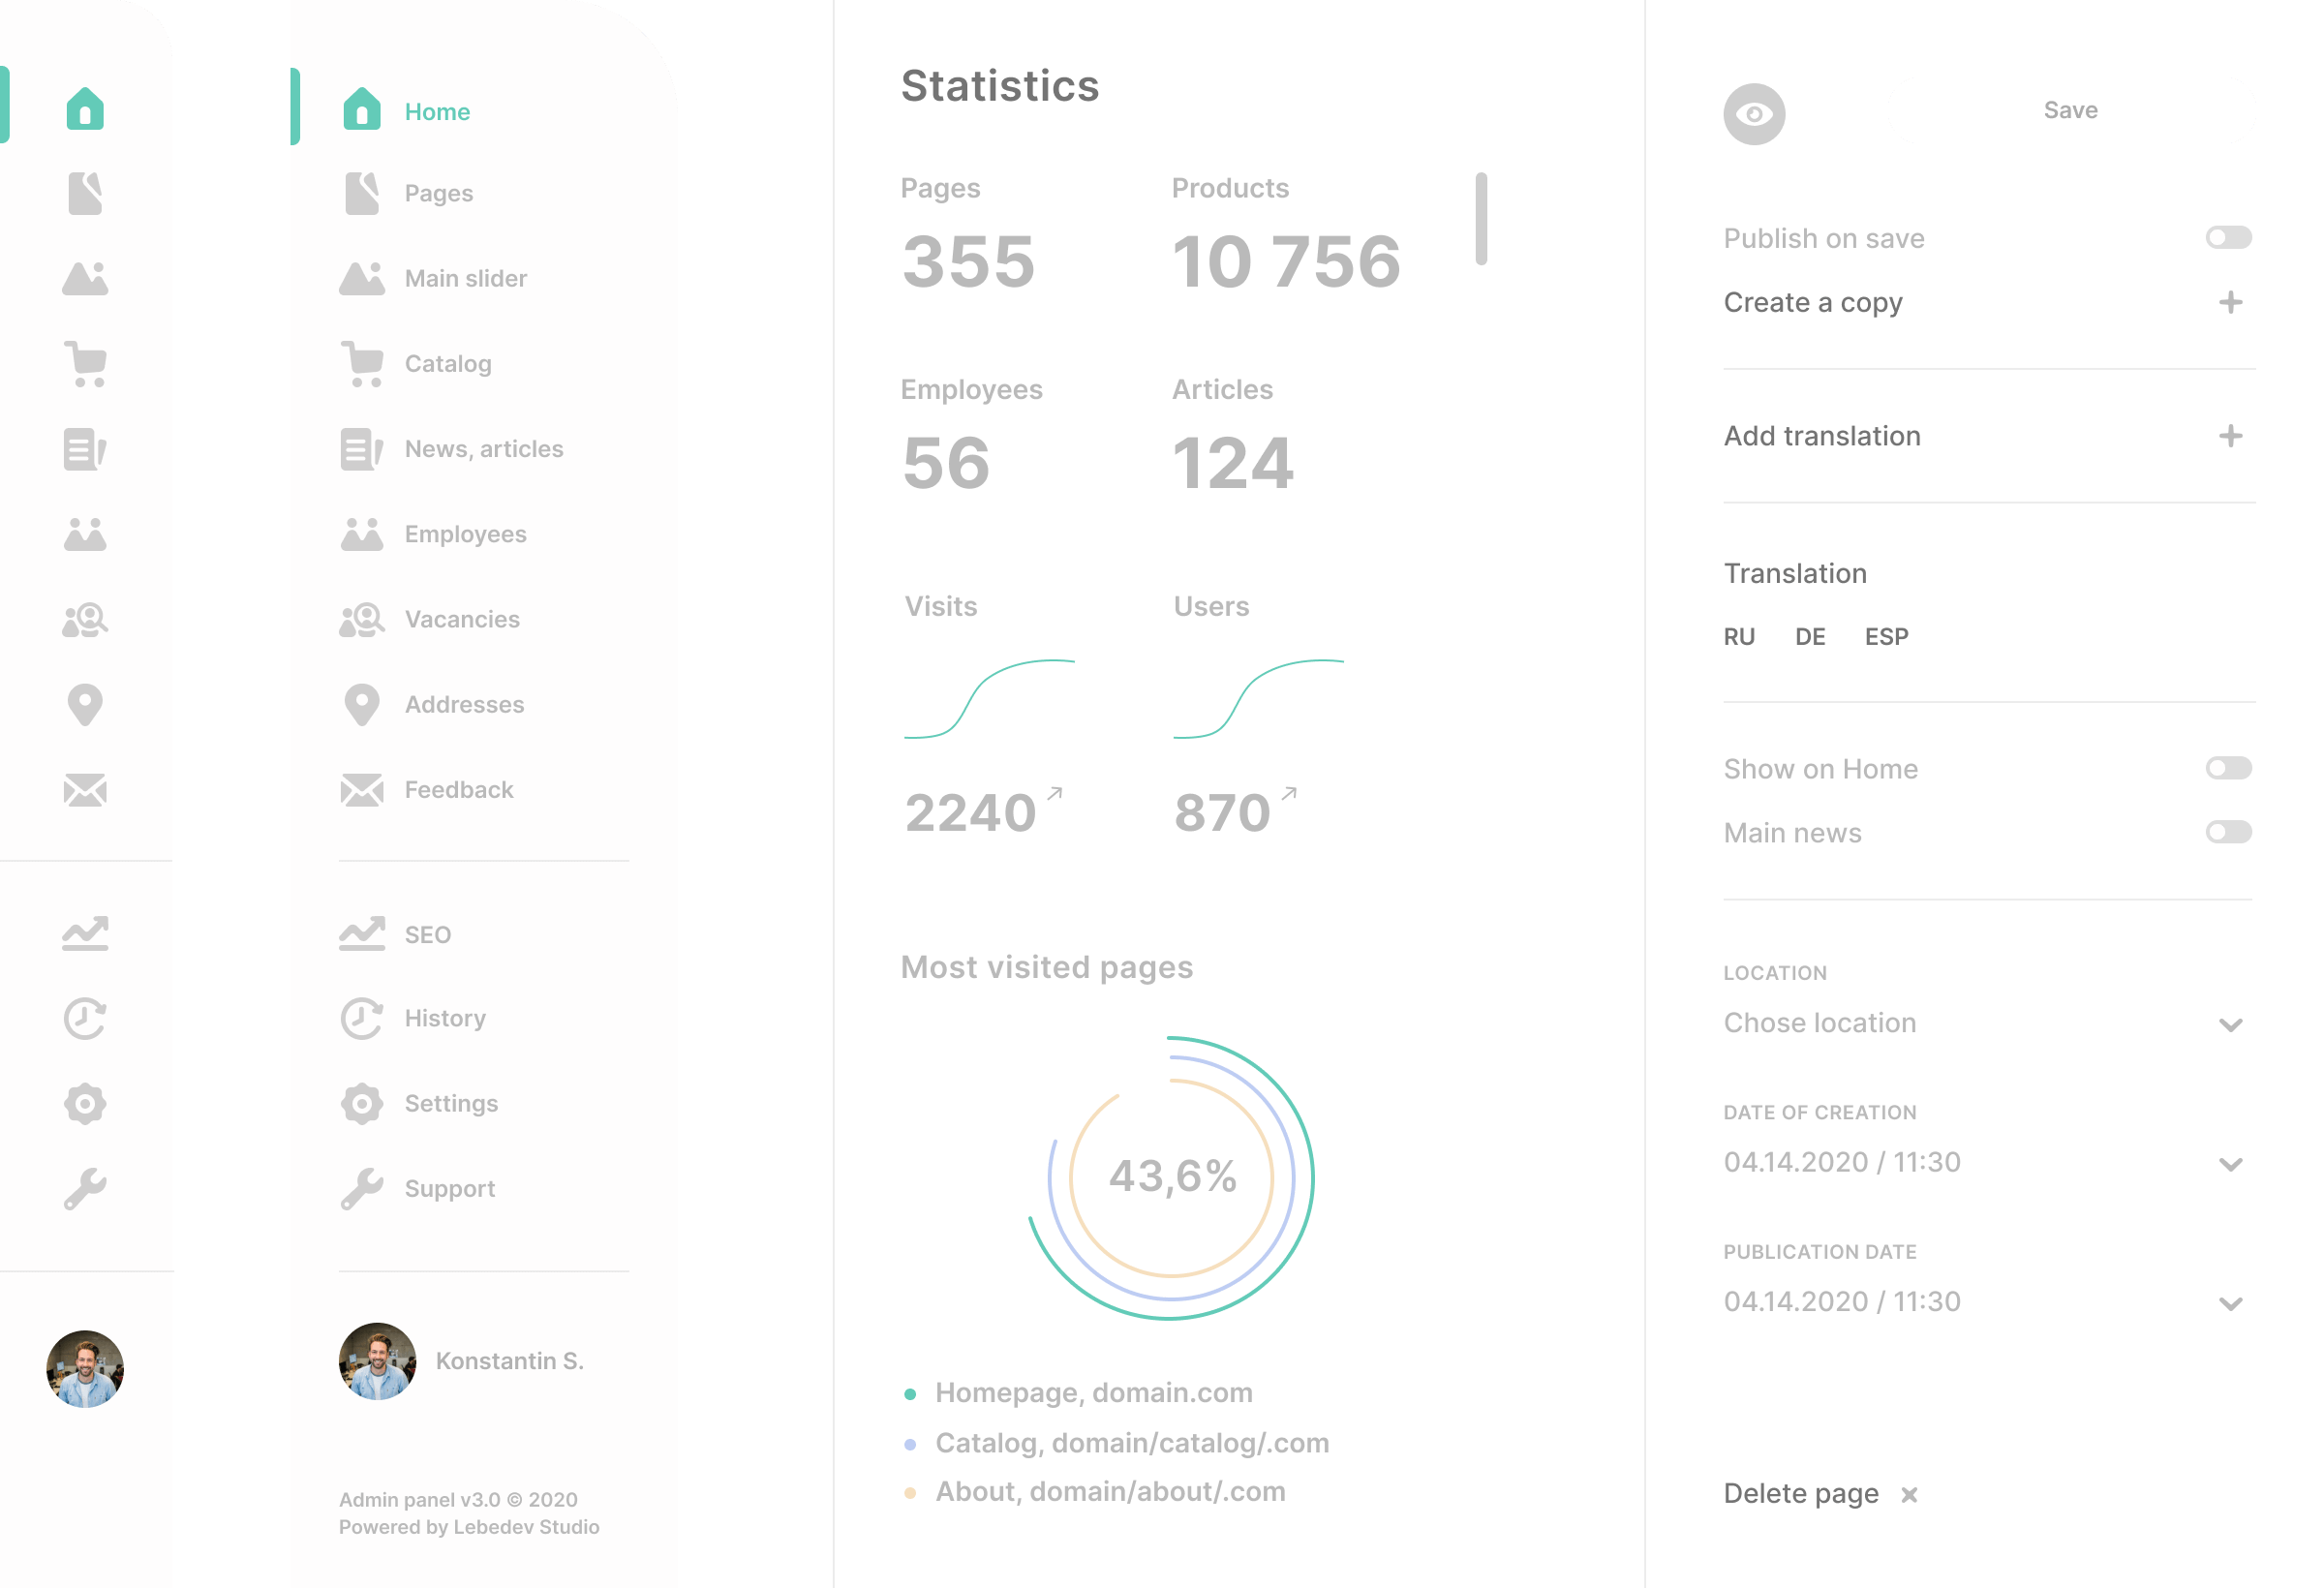 Home
Pages
Main slider
Catalog
News, articles
Employees
Vacancies
Addresses
Feedback
SEO
History
Settings
Support
Konstantin S.
Admin panel v3.0 © 2020
Powered by Lebedev Studio
Statistics
Pages
355
Products
10 756
Employees
56
Articles
124
Visits
2240
Users
870
Most visited pages
43,6%
Homepage, domain.com
Catalog, domain/catalog/.com
About, domain/about/.com
Save
Publish on save
Create a copy
Add translation
Translation
RU DE ESP
Show on Home
Main news
LOCATION
Chose location
DATE OF CREATION
04.14.2020 / 11:30
PUBLICATION DATE
04.14.2020 / 11:30
Delete page